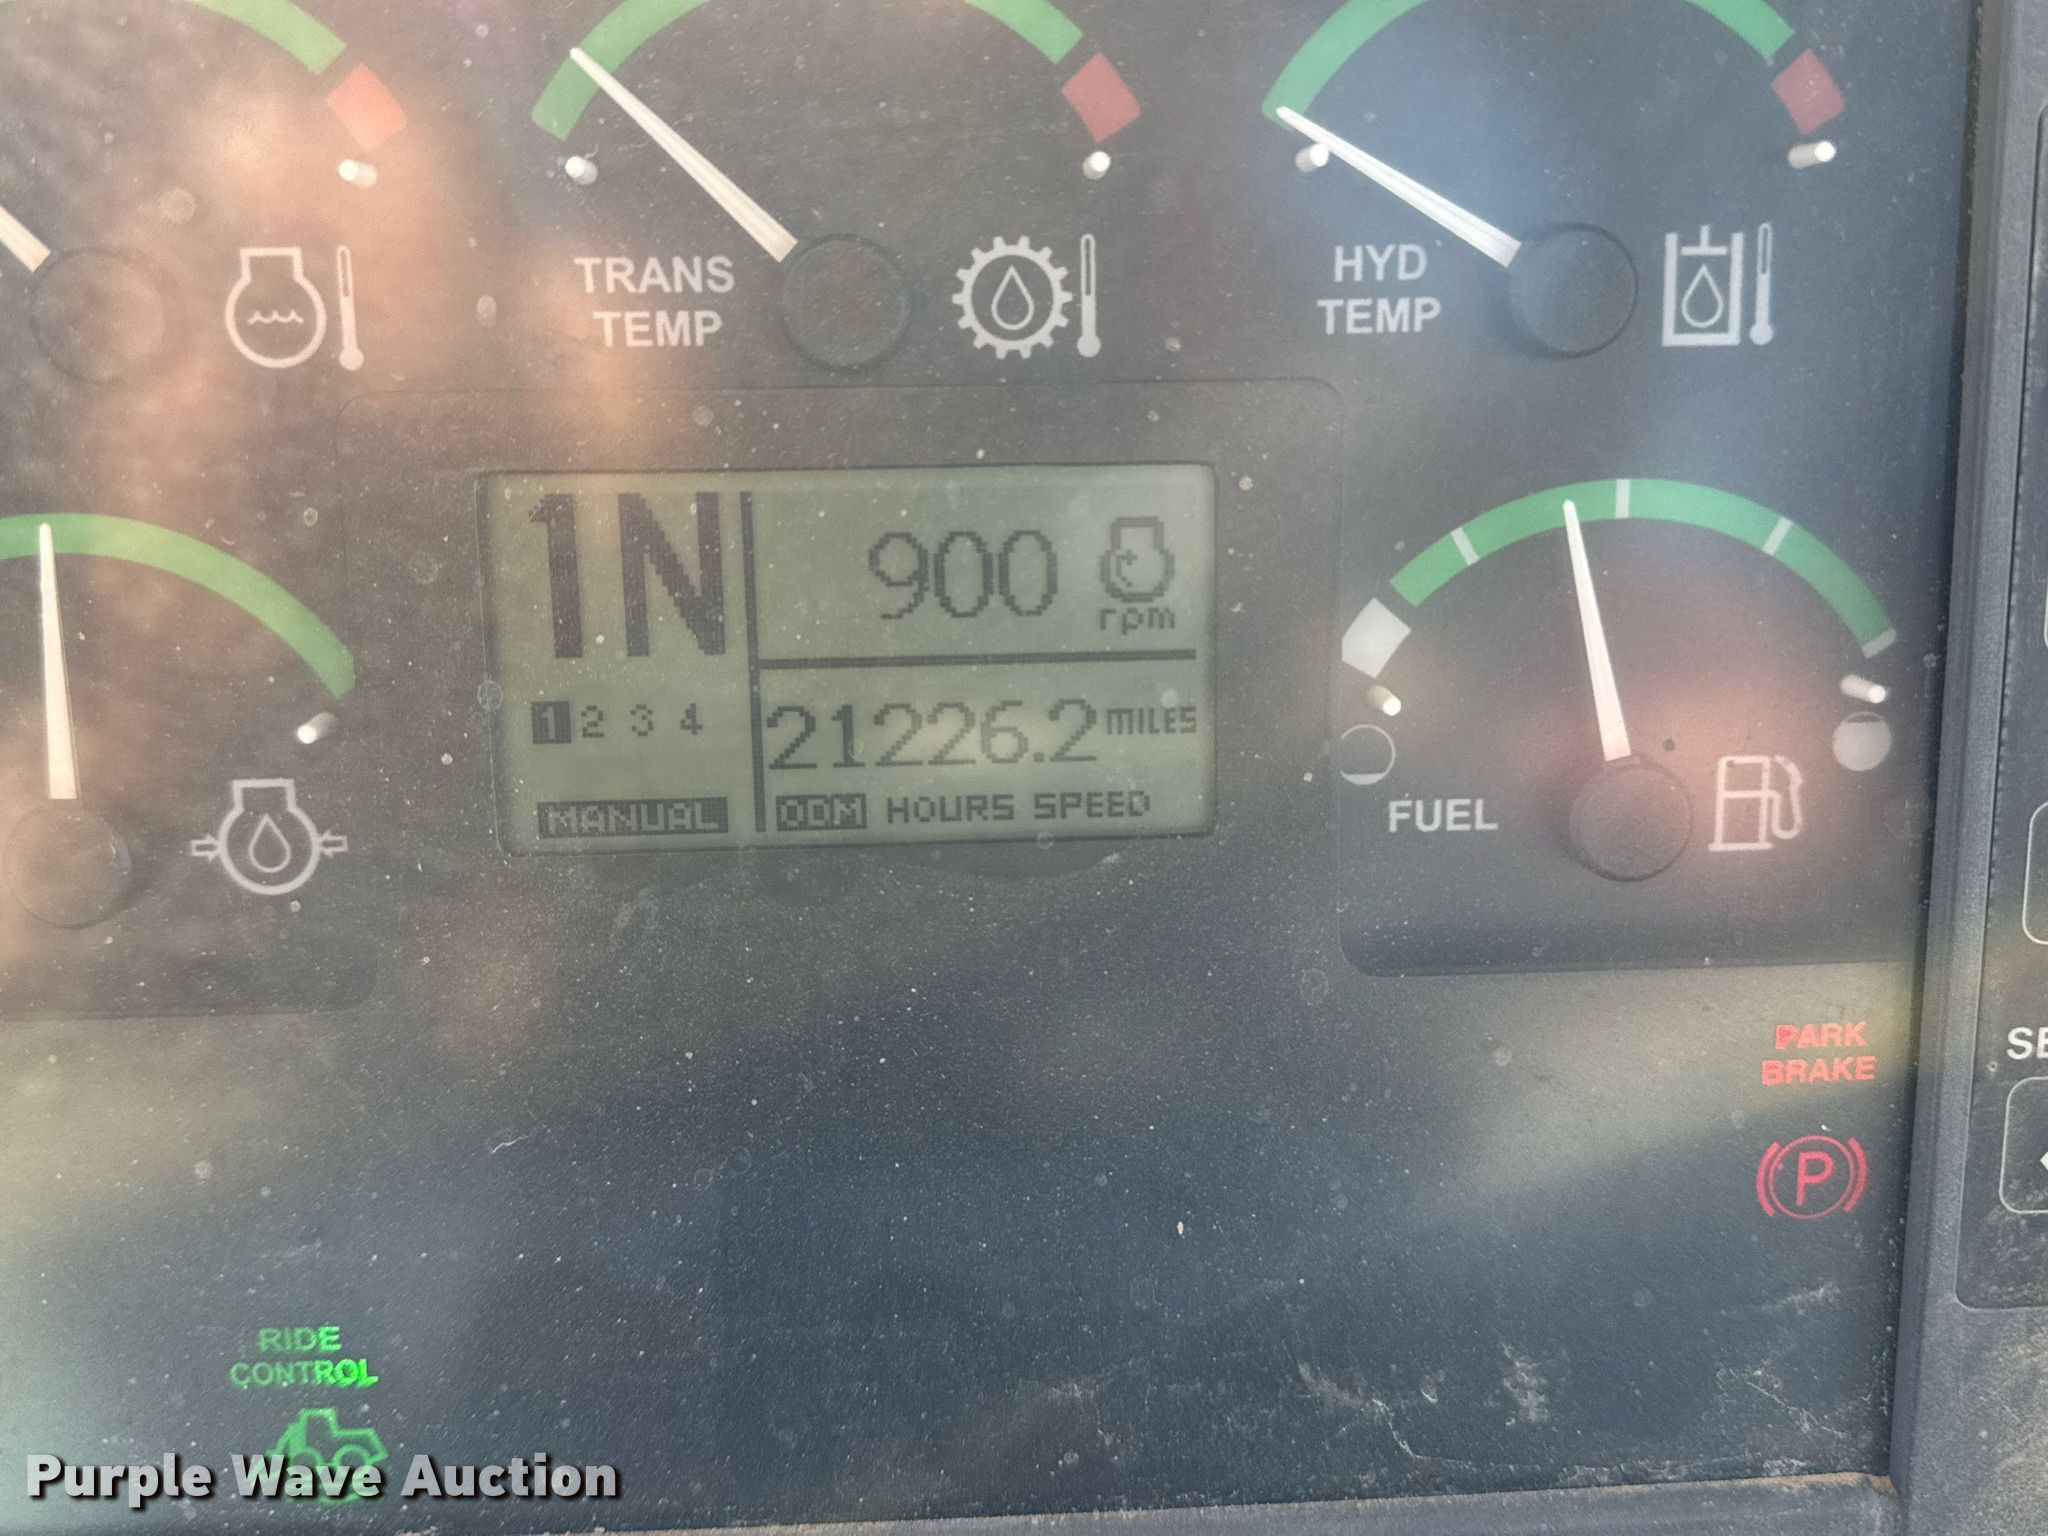 TRANS
TEMP
HYD
TEMP
1N
900
rpm
1 2 3 4
21226.2 MILES
MANUAL
ODM HOURS SPEED
FUEL
PARK
BRAKE
P
RIDE
CONTROL
Purple Wave Auction